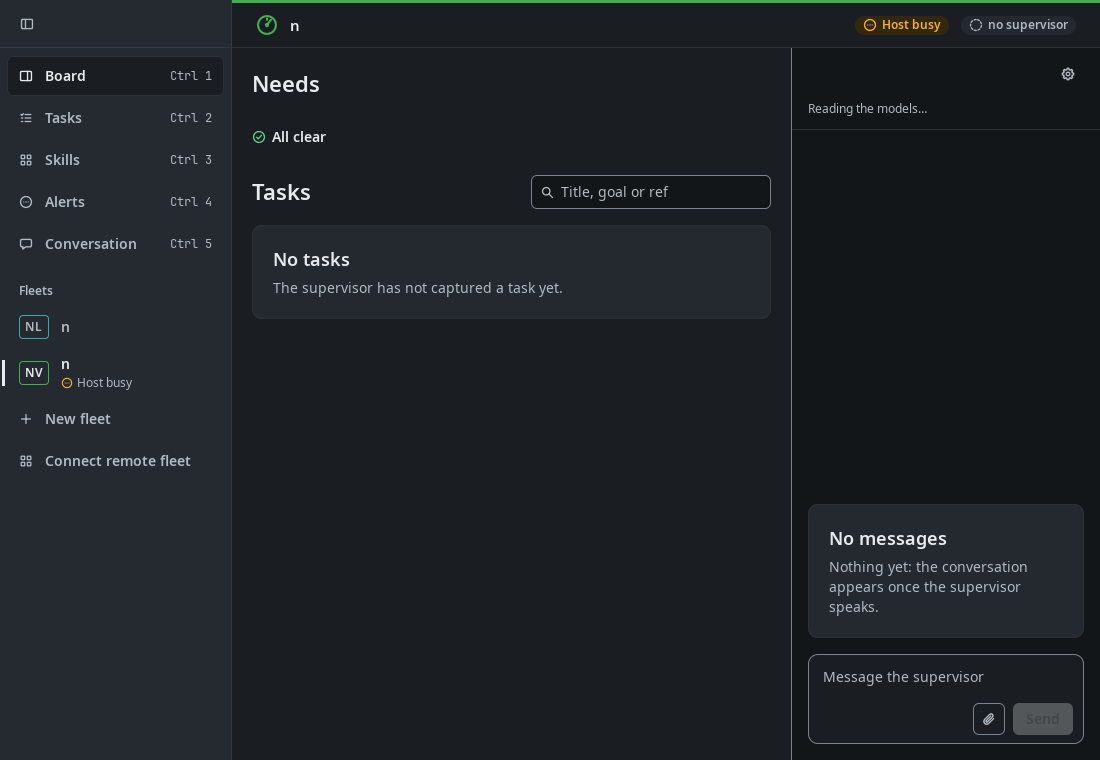 n
Host busy
no supervisor
Board
Ctrl 1
Tasks
Ctrl 2
Skills
Ctrl 3
Alerts
Ctrl 4
Conversation
Ctrl 5
Fleets
NL
n
NV
n
Host busy
New fleet
Connect remote fleet
Needs
All clear
Tasks
Title, goal or ref
No tasks
The supervisor has not captured a task yet.
Reading the models…
No messages
Nothing yet: the conversation
appears once the supervisor
speaks.
Message the supervisor
Send